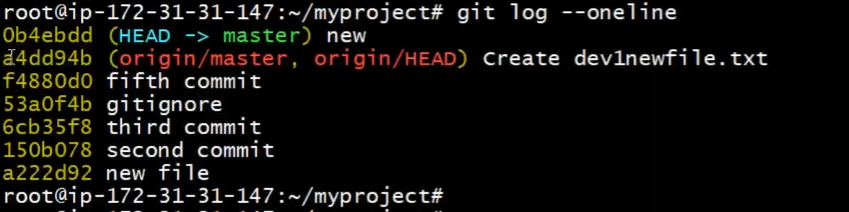 root@ip-172-31-31-147:~/myproject# git log --oneline
0b4ebdd (HEAD -> master) new
a4dd94b (origin/master, origin/HEAD) Create dev1newfile.txt
f4880d0 fifth commit
53a0f4b gitignore
6cb35f8 third commit
150b078 second commit
a222d92 new file
root@ip-172-31-31-147:~/myproject#